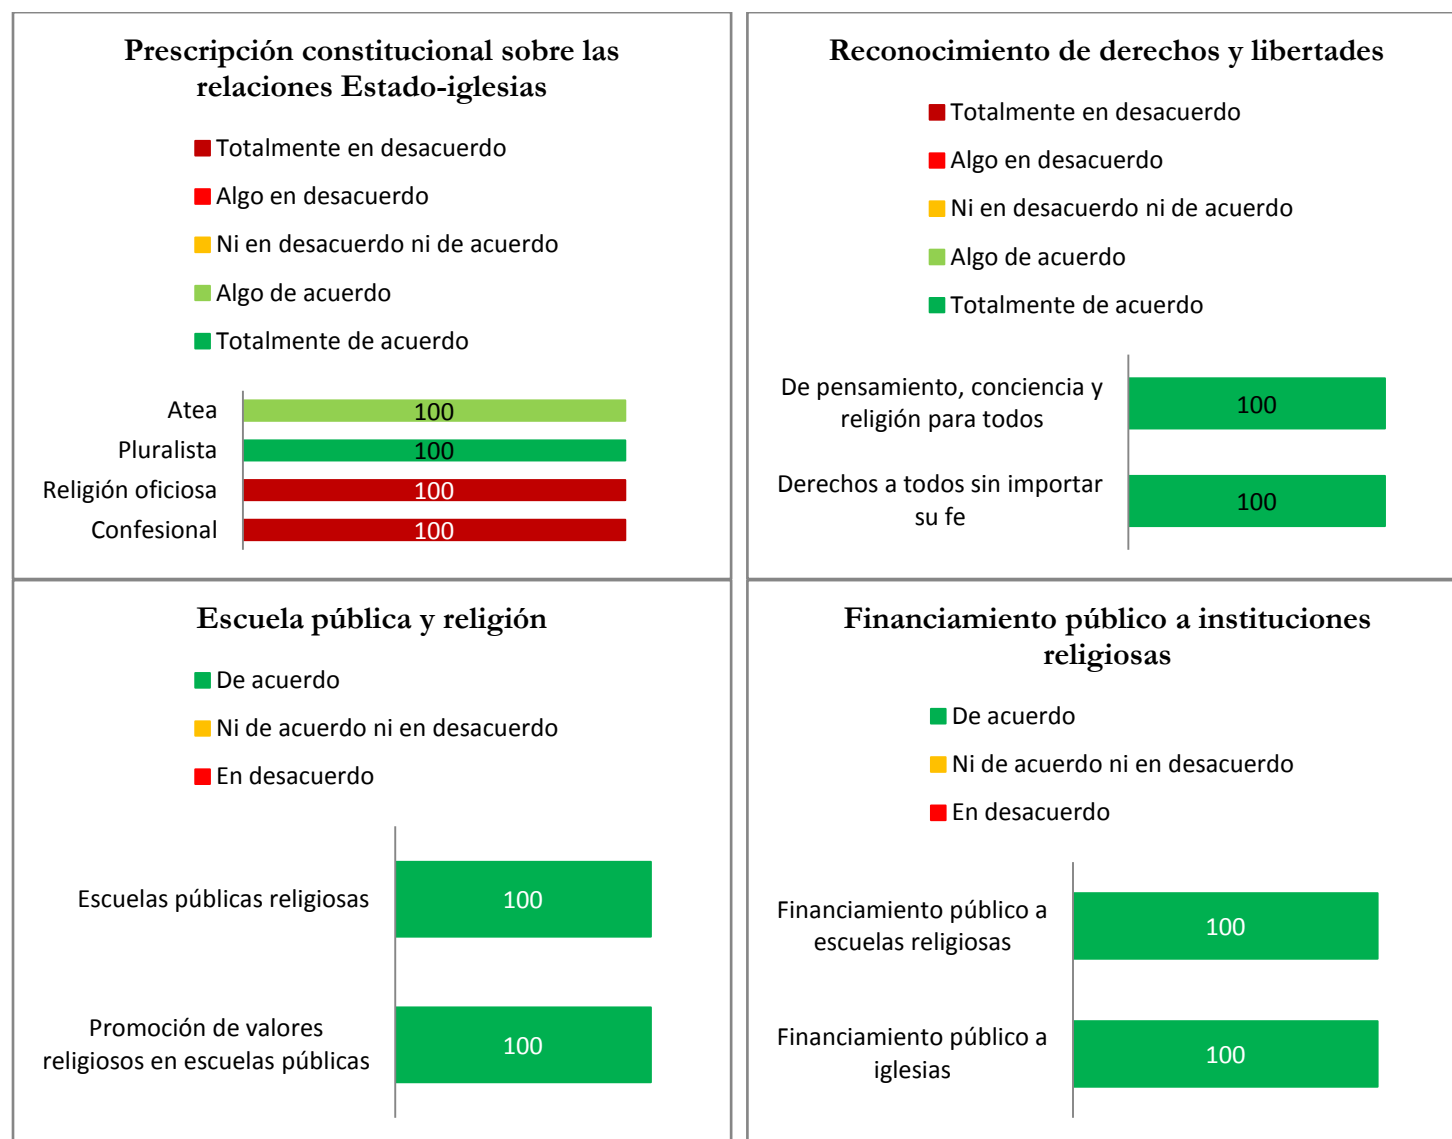 Prescripción constitucional sobre las
relaciones Estado-iglesias
Totalmente en desacuerdo
Algo en desacuerdo
Ni en desacuerdo ni de acuerdo
Algo de acuerdo
Totalmente de acuerdo
Atea
100
Pluralista
100
Religión oficiosa
100
Confesional
100
Reconocimiento de derechos y libertades
Totalmente en desacuerdo
Algo en desacuerdo
Ni en desacuerdo ni de acuerdo
Algo de acuerdo
Totalmente de acuerdo
De pensamiento, conciencia y
religión para todos
100
Derechos a todos sin importar
su fe
100
Escuela pública y religión
De acuerdo
Ni de acuerdo ni en desacuerdo
En desacuerdo
Escuelas públicas religiosas
100
Promoción de valores
religiosos en escuelas públicas
100
Financiamiento público a instituciones
religiosas
De acuerdo
Ni de acuerdo ni en desacuerdo
En desacuerdo
Financiamiento público a
escuelas religiosas
100
Financiamiento público a
iglesias
100